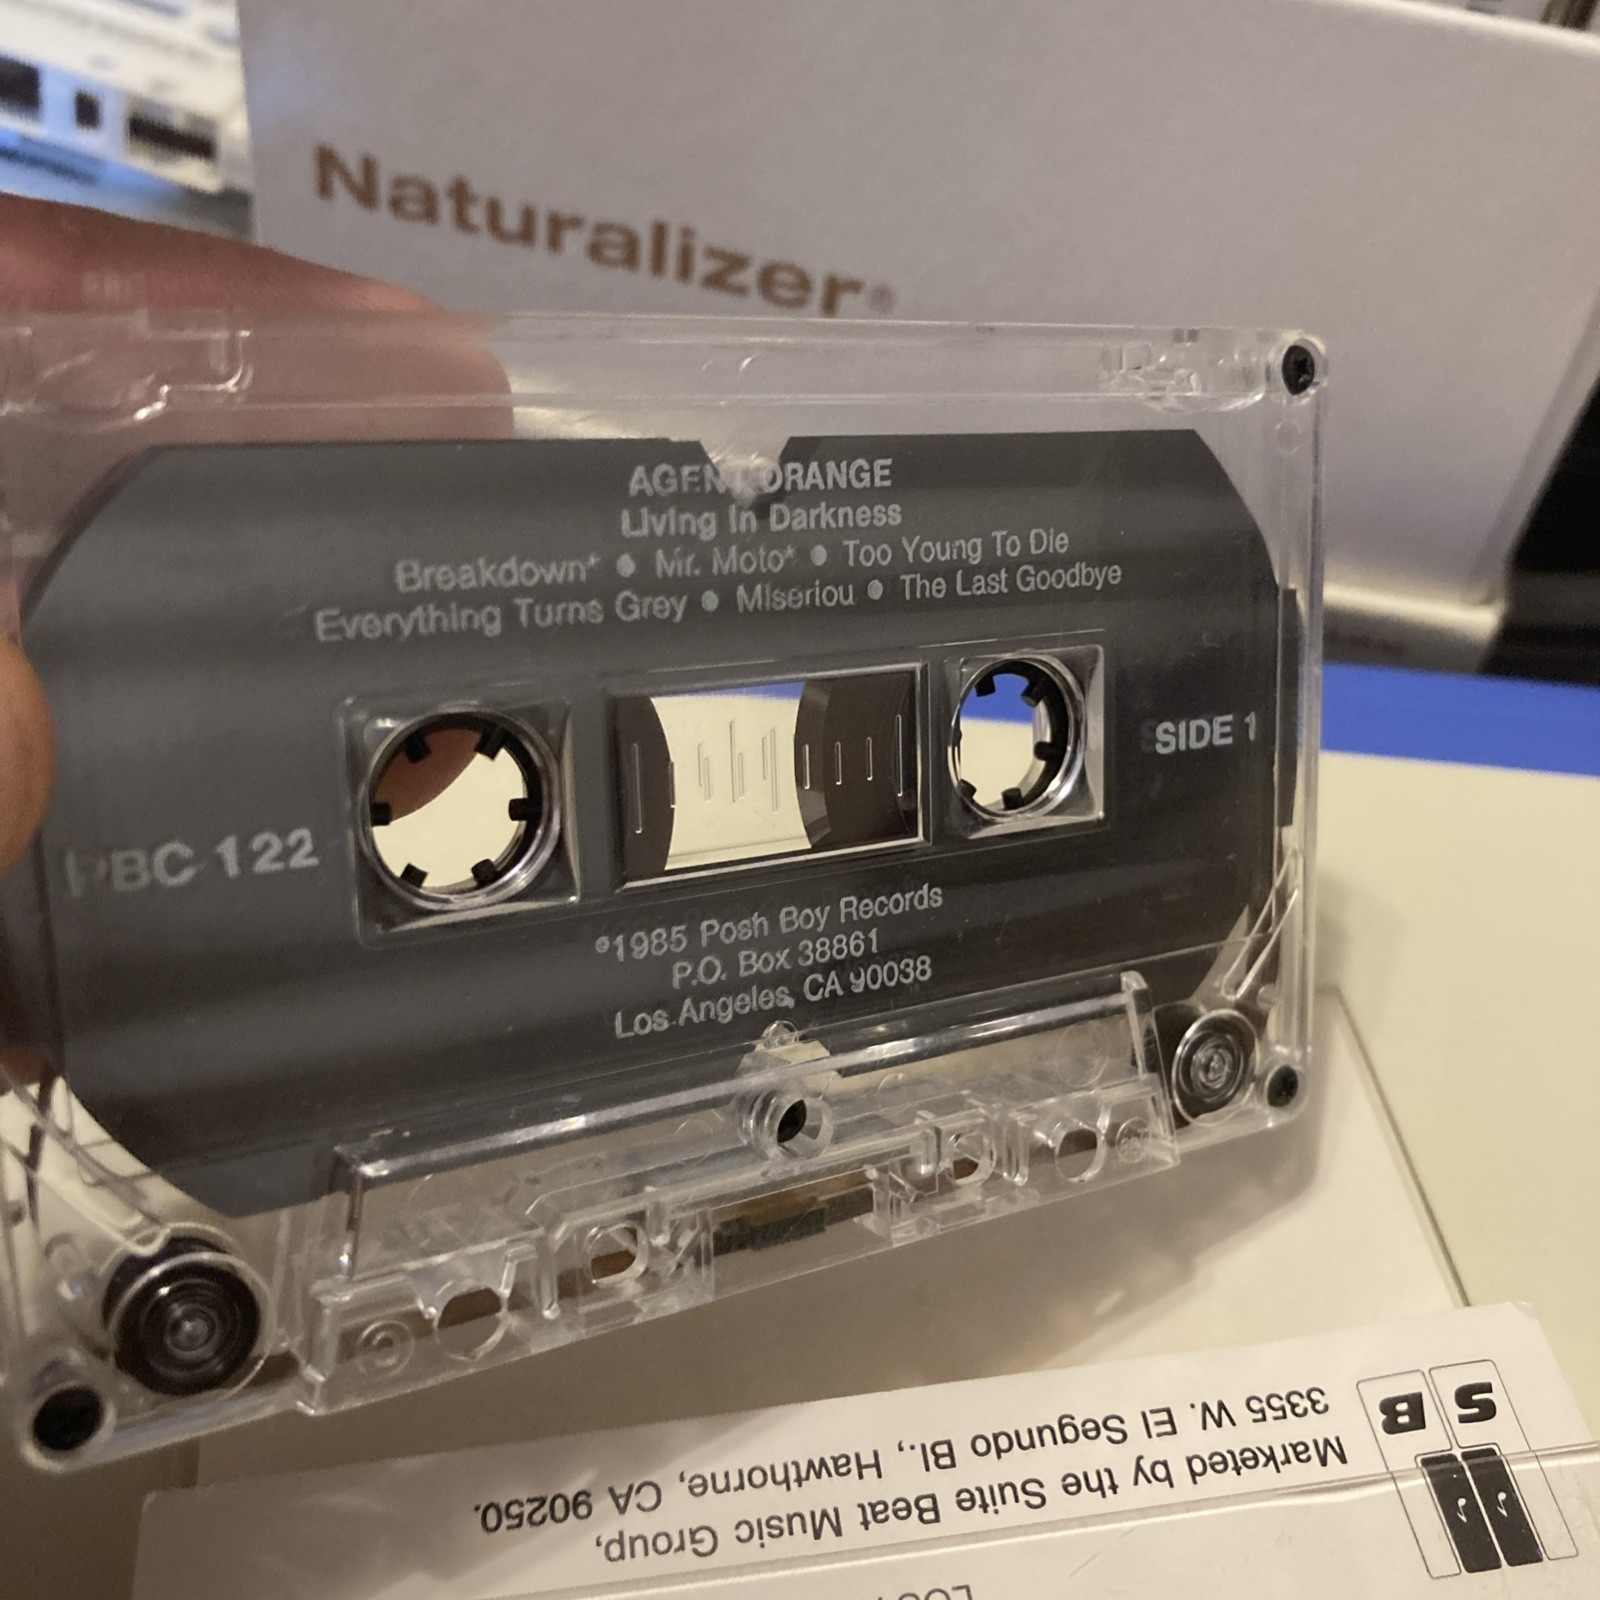 Naturalizer®
AGENT ORANGE
Living In Darkness
Breakdown* ● Mr. Moto* ● Too Young To Die
Everything Turns Grey ● Miseriou ● The Last Goodbye
SIDE 1
PBC 122
℗1985 Posh Boy Records
P.O. Box 38861
Los Angeles, CA 90038
S B
Marketed by the Suite Beat Music Group,
3355 W. El Segundo Bl., Hawthorne, CA 90250.